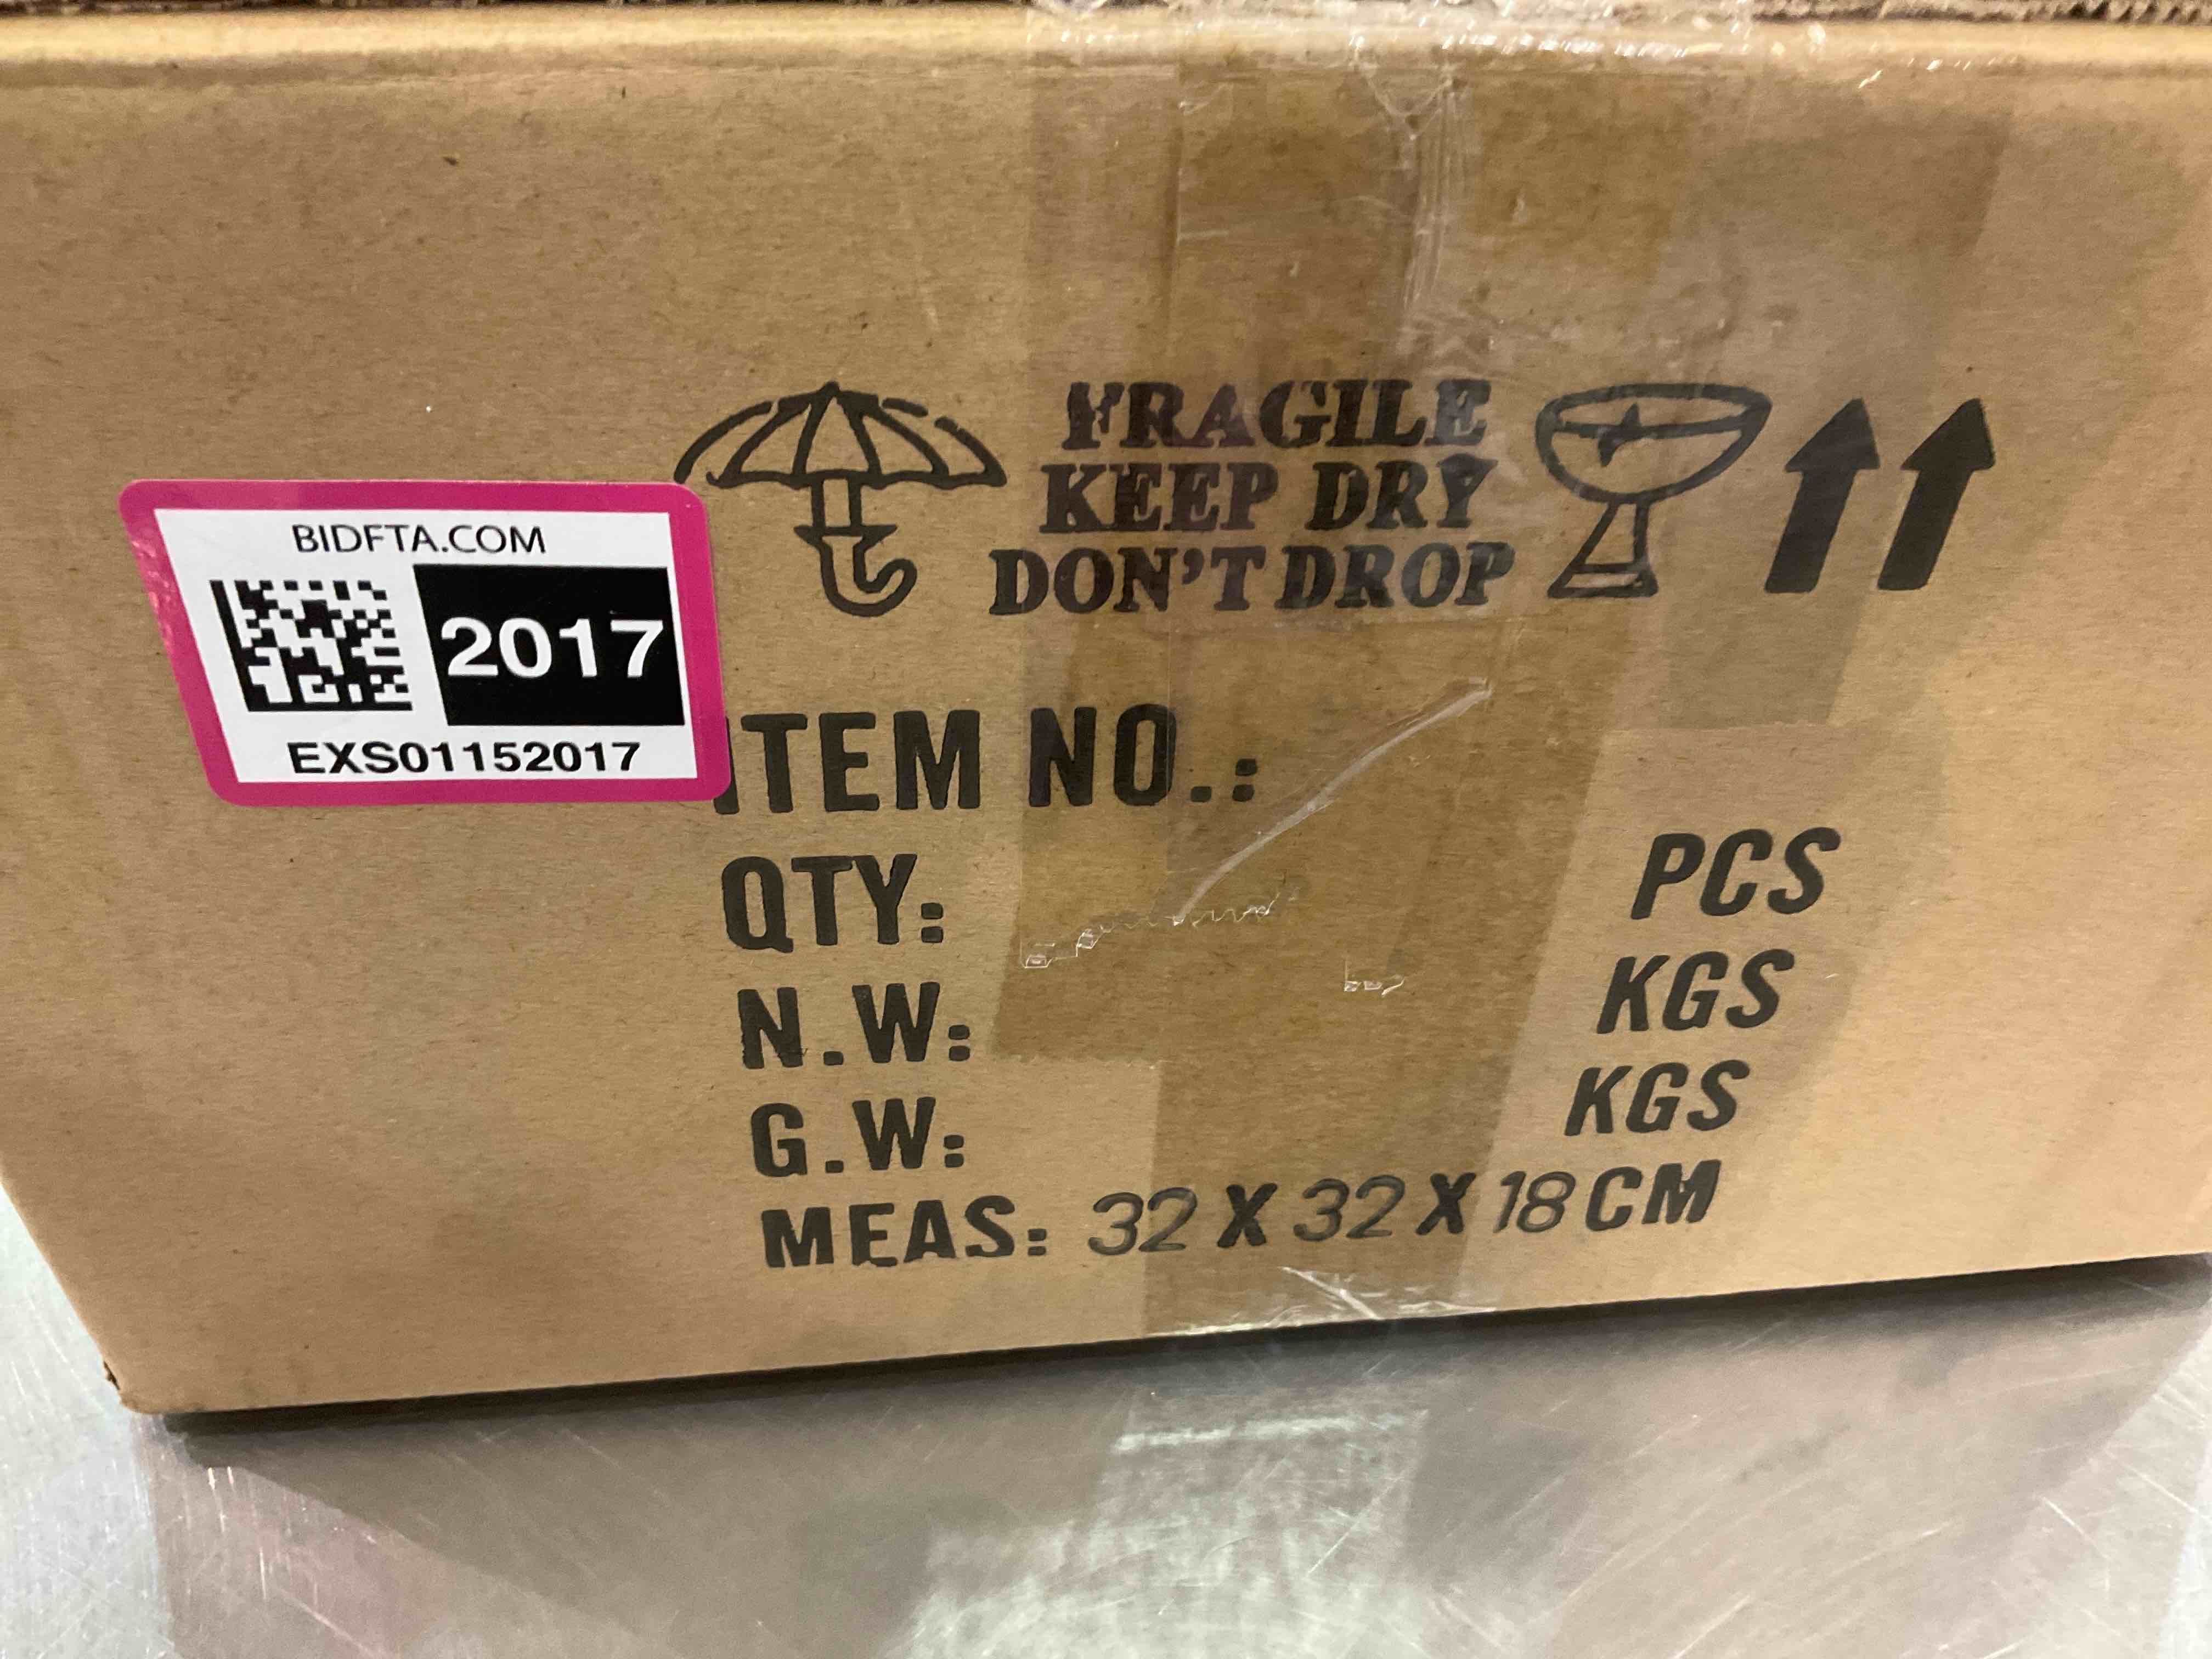 FRAGILE
KEEP DRY
DON'T DROP
BIDFTA.COM
2017
EXS01152017
ITEM NO.:
QTY: PCS
N.W: KGS
G.W: KGS
MEAS: 32 X 32 X 18 CM